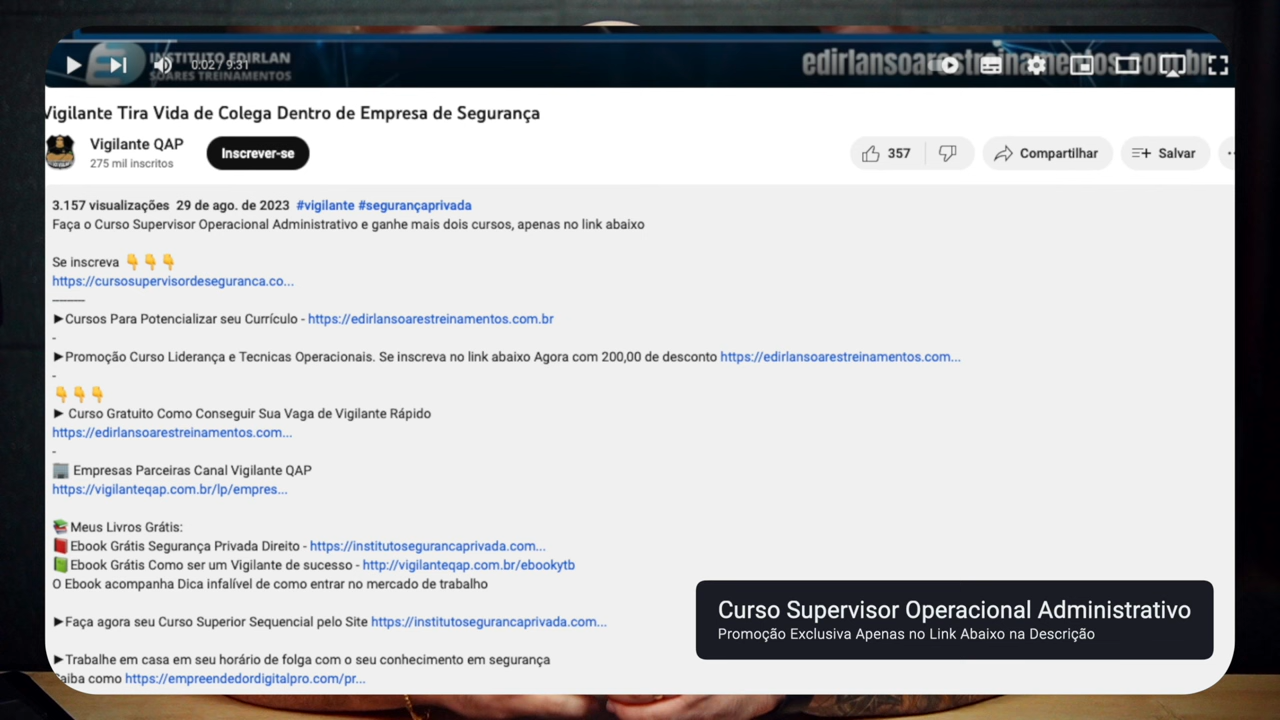 INSTITUTO EDIRLAN
SOARES TREINAMENTOS
0:02 / 9:31
edirlansoarestreinamentos.com.br
Vigilante Tira Vida de Colega Dentro de Empresa de Segurança
Vigilante QAP
275 mil inscritos
Inscrever-se
357
Compartilhar
Salvar
3.157 visualizações 29 de ago. de 2023 #vigilante #segurançaprivada
Faça o Curso Supervisor Operacional Administrativo e ganhe mais dois cursos, apenas no link abaixo
Se inscreva 👇👇👇
https://cursosupervisordeseguranca.co...
----------
►Cursos Para Potencializar seu Currículo - https://edirlansoarestreinamentos.com.br
-
►Promoção Curso Liderança e Tecnicas Operacionais. Se inscreva no link abaixo Agora com 200,00 de desconto https://edirlansoarestreinamentos.com...
-
👇👇👇
► Curso Gratuito Como Conseguir Sua Vaga de Vigilante Rápido
https://edirlansoarestreinamentos.com...
-
🏢 Empresas Parceiras Canal Vigilante QAP
https://vigilanteqap.com.br/lp/empres...
📚Meus Livros Grátis:
📕Ebook Grátis Segurança Privada Direito - https://institutosegurancaprivada.com...
📗Ebook Grátis Como ser um Vigilante de sucesso - http://vigilanteqap.com.br/ebookytb
O Ebook acompanha Dica infalível de como entrar no mercado de trabalho
►Faça agora seu Curso Superior Sequencial pelo Site https://institutosegurancaprivada.com...
►Trabalhe em casa em seu horário de folga com o seu conhecimento em segurança
Saiba como https://empreendedordigitalpro.com/pr...
Curso Supervisor Operacional Administrativo
Promoção Exclusiva Apenas no Link Abaixo na Descrição